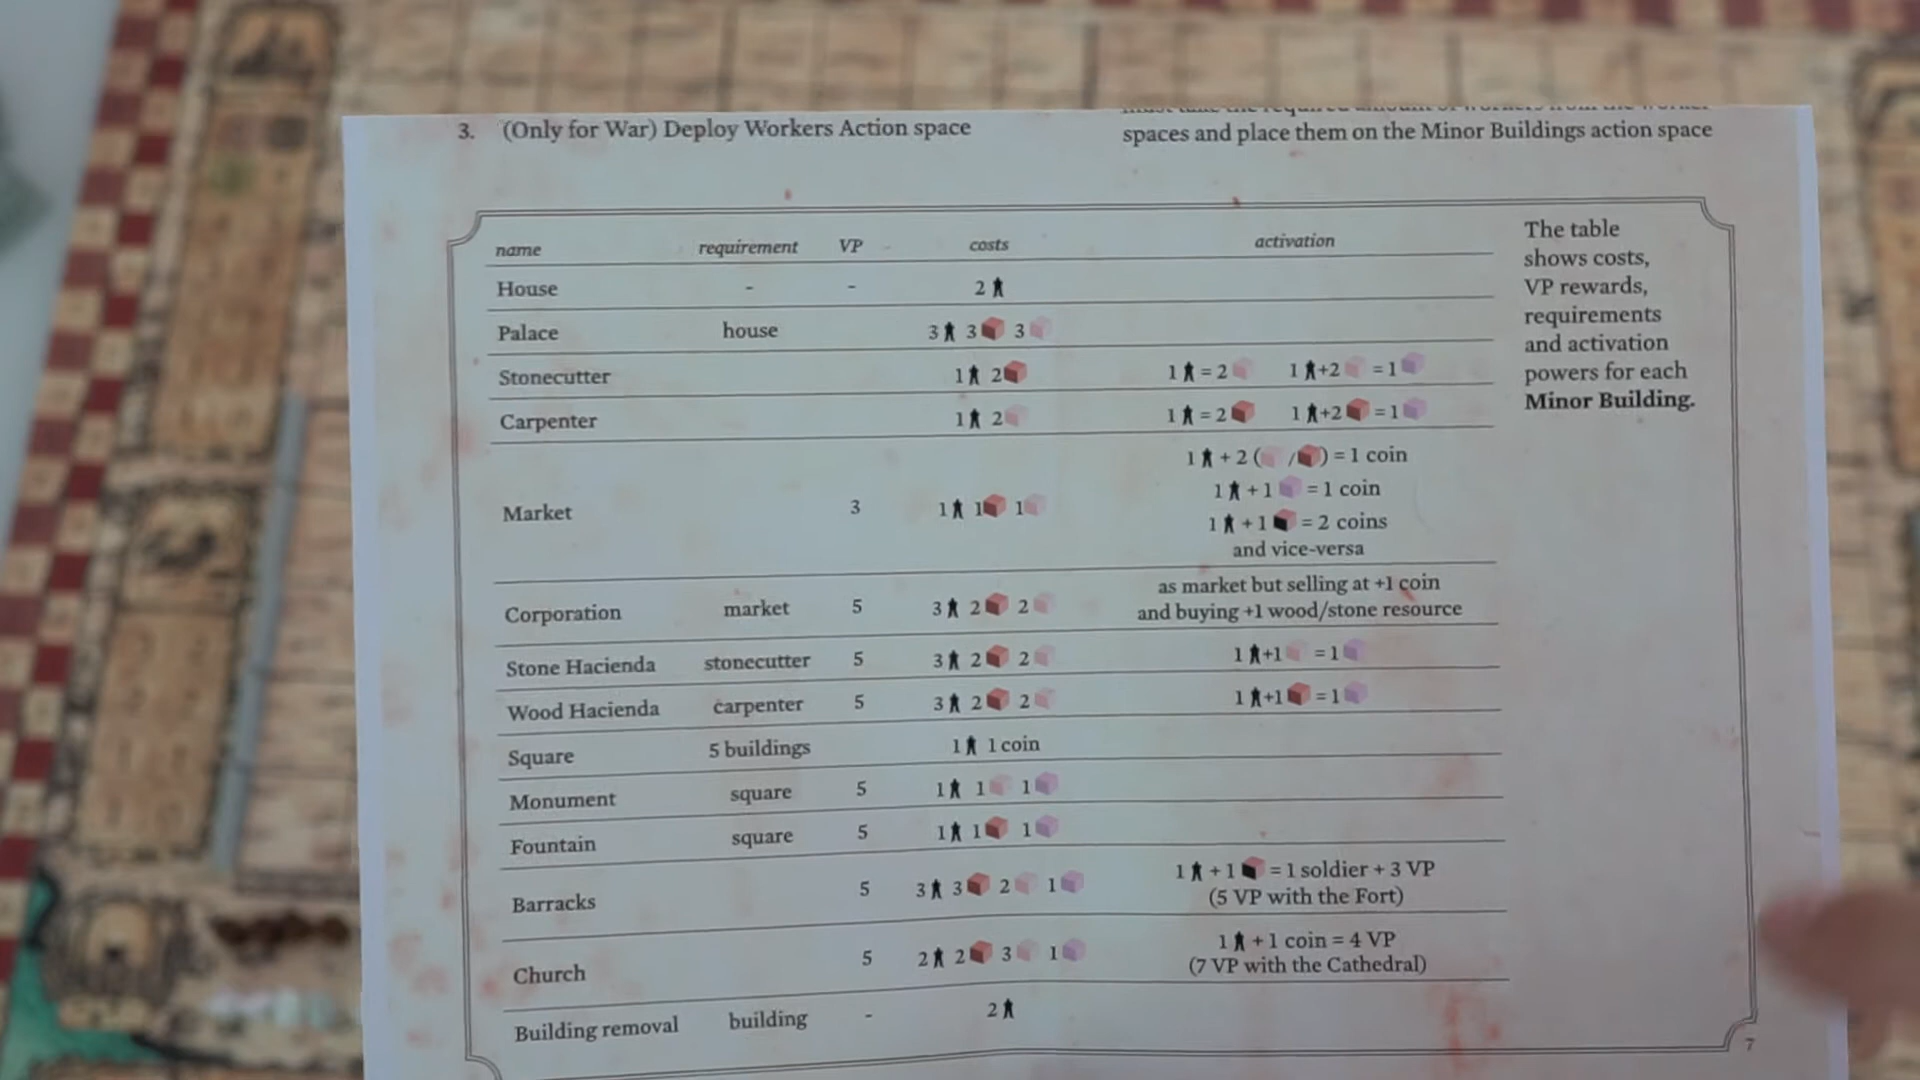 3. (Only for War) Deploy Workers Action space
spaces and place them on the Minor Buildings action space
name requirement VP costs activation
House - - 2
Palace house 3 3 3
Stonecutter 1 2 1 = 2 1 +2 = 1
Carpenter 1 2 1 = 2 1 +2 = 1
Market 3 1 1 1 1 + 2 ( / ) = 1 coin
1 + 1 = 1 coin
1 + 1 = 2 coins
and vice-versa
Corporation market 5 3 2 2 as market but selling at +1 coin
and buying +1 wood/stone resource
Stone Hacienda stonecutter 5 3 2 2 1 +1 = 1
Wood Hacienda carpenter 5 3 2 2 1 +1 = 1
Square 5 buildings 1 1 coin
Monument square 5 1 1 1
Fountain square 5 1 1 1
Barracks 5 3 3 2 1 1 + 1 = 1 soldier + 3 VP
(5 VP with the Fort)
Church 5 2 2 3 1 1 + 1 coin = 4 VP
(7 VP with the Cathedral)
Building removal building - 2
The table
shows costs,
VP rewards,
requirements
and activation
powers for each
Minor Building.
7